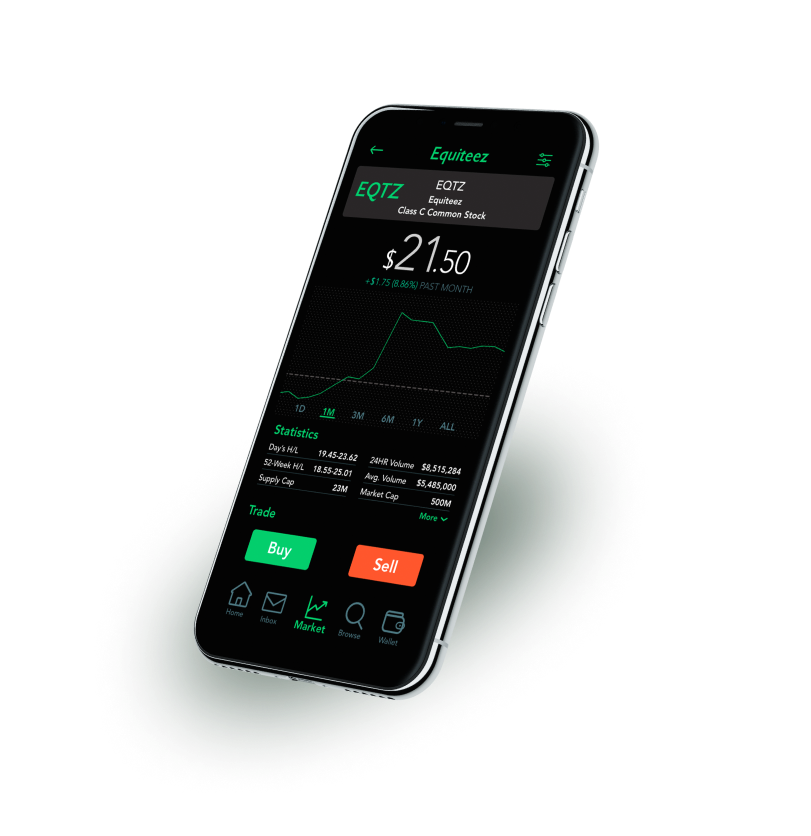 Equiteez
EQTZ
EQTZ
Equiteez
Class C Common Stock
$21.50
+$1.75 (8.86%) PAST MONTH
1D 1M 3M 6M 1Y ALL
Statistics
Day's H/L 19.45-23.62
52-Week H/L 18.55-25.01
Supply Cap 23M
24HR Volume $8,515,284
Avg. Volume $5,485,000
Market Cap 500M
More
Trade
Buy
Sell
Home
Inbox
Market
Browse
Wallet